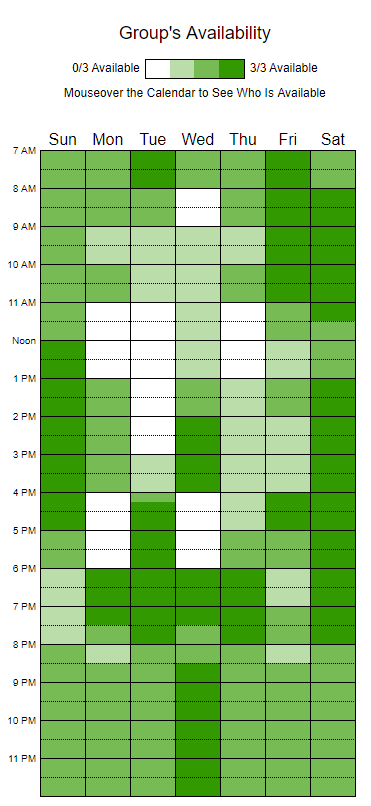 Group's Availability
0/3 Available 3/3 Available
Mouseover the Calendar to See Who Is Available
Sun Mon Tue Wed Thu Fri Sat
7 AM
8 AM
9 AM
10 AM
11 AM
Noon
1 PM
2 PM
3 PM
4 PM
5 PM
6 PM
7 PM
8 PM
9 PM
10 PM
11 PM